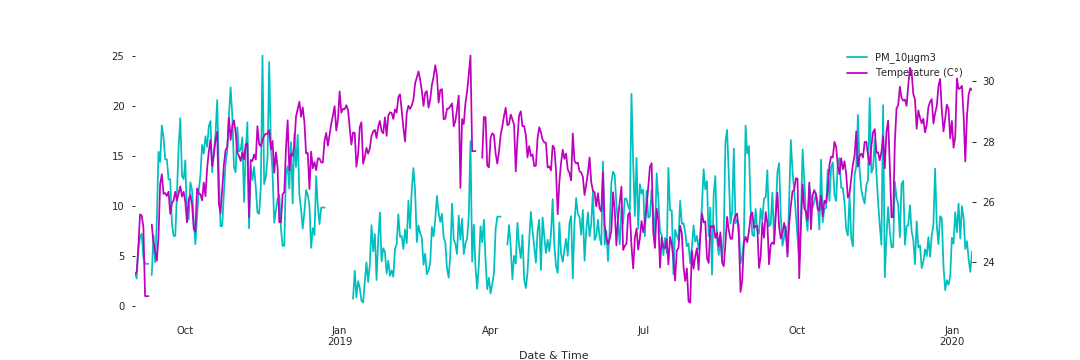 25
20
15
10
5
0
PM_10µgm3
Temperature (C°)
30
28
26
24
Oct
Jan
2019
Apr
Jul
Oct
Jan
2020
Date & Time